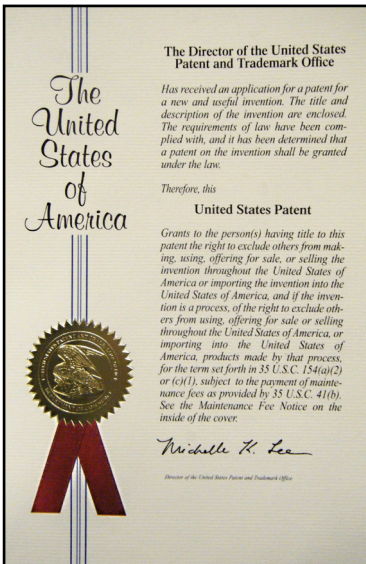 The
United
States
of
America
The Director of the United States
Patent and Trademark Office
Has received an application for a patent for
a new and useful invention. The title and
description of the invention are enclosed.
The requirements of law have been com-
plied with, and it has been determined that
a patent on the invention shall be granted
under the law.
Therefore, this
United States Patent
Grants to the person(s) having title to this
patent the right to exclude others from mak-
ing, using, offering for sale, or selling the
invention throughout the United States of
America or importing the invention into the
United States of America, and if the inven-
tion is a process, of the right to exclude oth-
ers from using, offering for sale or selling
throughout the United States of America, or
importing into the United States of
America, products made by that process,
for the term set forth in 35 U.S.C. 154(a)(2)
or (c)(1), subject to the payment of mainte-
nance fees as provided by 35 U.S.C. 41(b).
See the Maintenance Fee Notice on the
inside of the cover.
Michelle K. Lee
Director of the United States Patent and Trademark Office